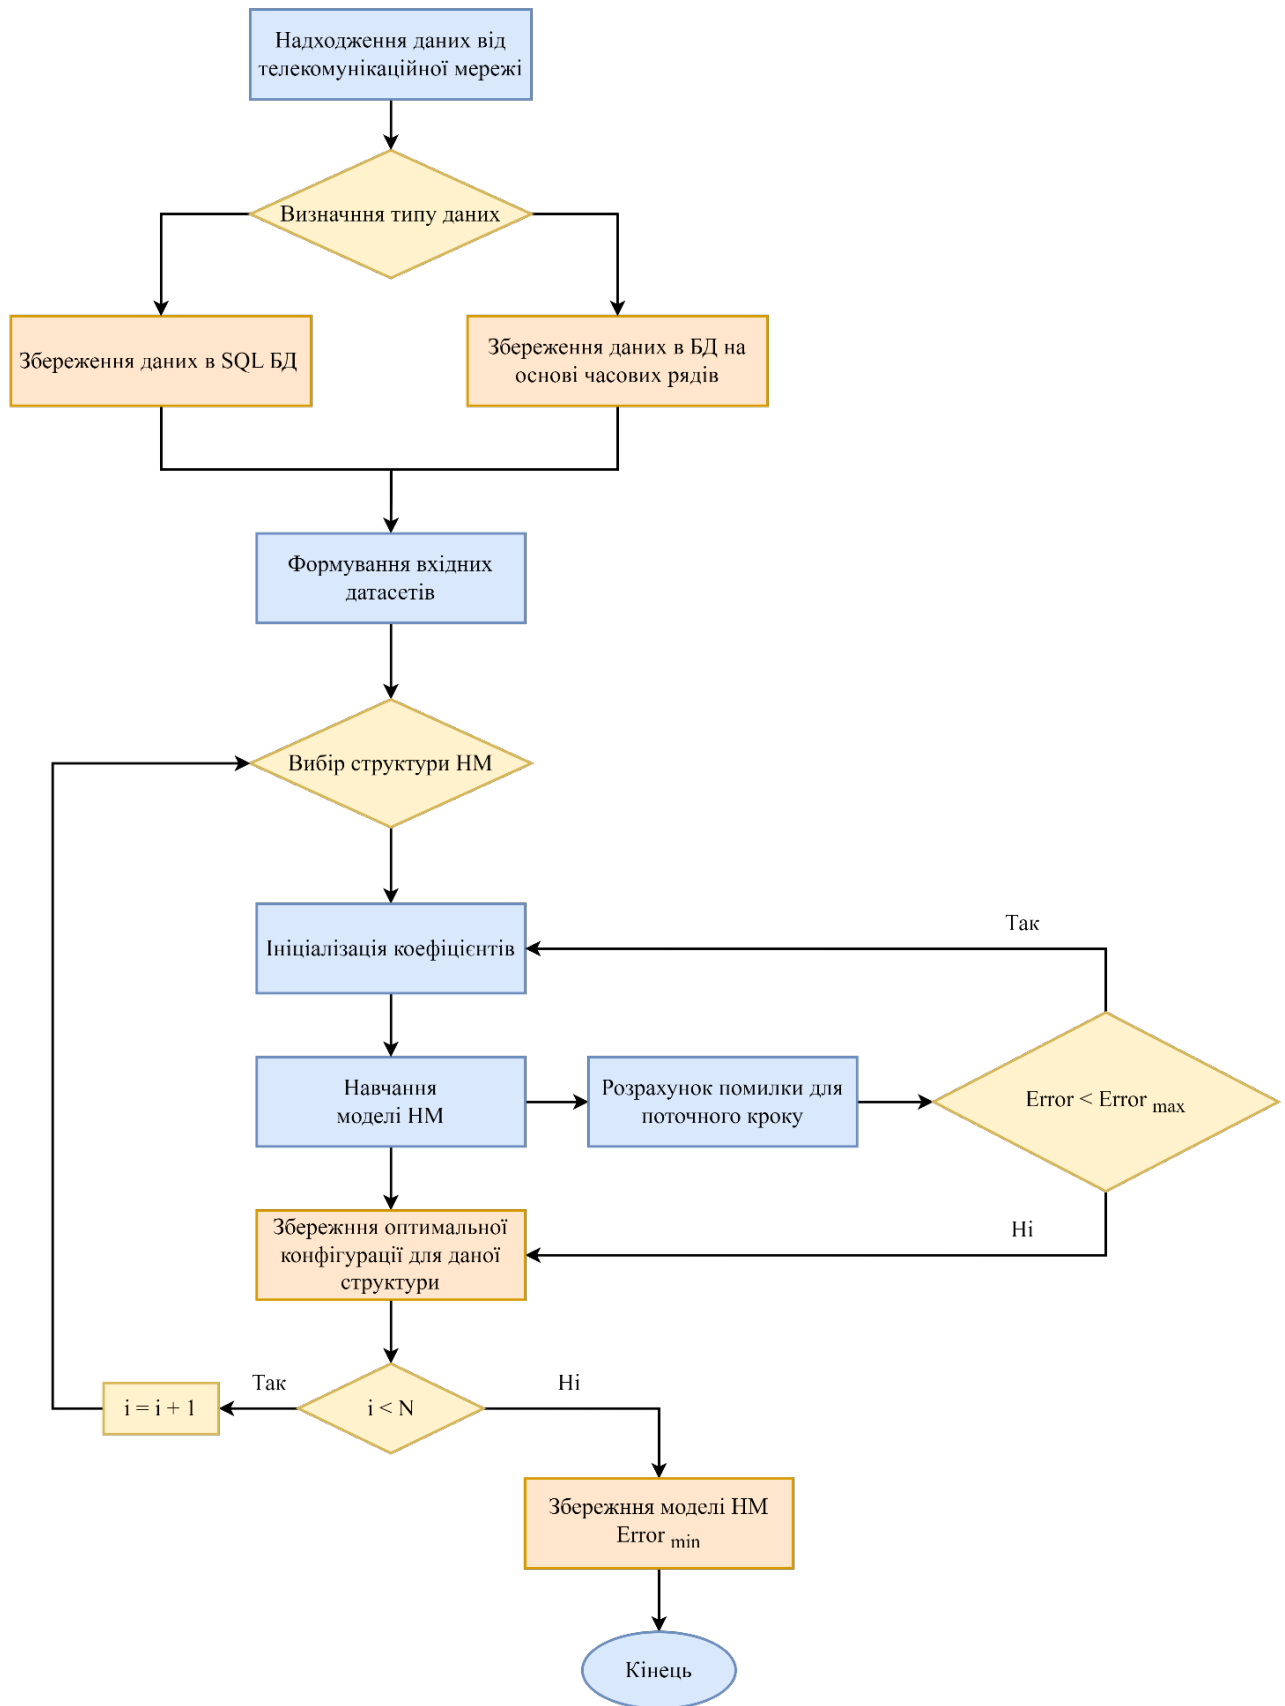 Надходження даних від
телекомунікаційної мережі
Визначння типу даних
Збереження даних в SQL БД
Збереження даних в БД на
основі часових рядів
Формування вхідних
датасетів
Вибір структури НМ
Ініціалізація коефіцієнтів
Так
Навчання
моделі НМ
Розрахунок помилки для
поточного кроку
Error < Error max
Збережння оптимальної
конфігурації для даної
структури
Ні
i = i + 1
Так
i < N
Ні
Збережння моделі НМ
Error min
Кінець